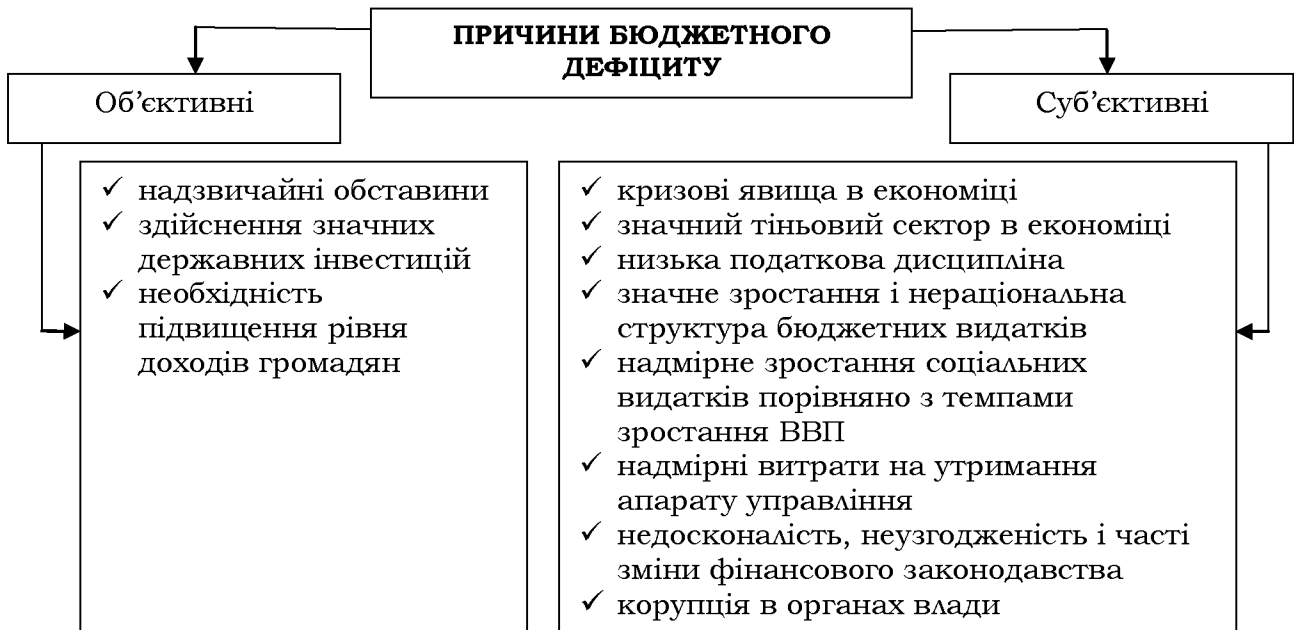 ПРИЧИНИ БЮДЖЕТНОГО
ДЕФІЦИТУ
Об’єктивні
Суб’єктивні
✓ надзвичайні обставини
✓ здійснення значних
державних інвестицій
✓ необхідність
підвищення рівня
доходів громадян
✓ кризові явища в економіці
✓ значний тіньовий сектор в економіці
✓ низька податкова дисципліна
✓ значне зростання і нераціональна
структура бюджетних видатків
✓ надмірне зростання соціальних
видатків порівняно з темпами
зростання ВВП
✓ надмірні витрати на утримання
апарату управління
✓ недосконалість, неузгодженість і часті
зміни фінансового законодавства
✓ корупція в органах влади